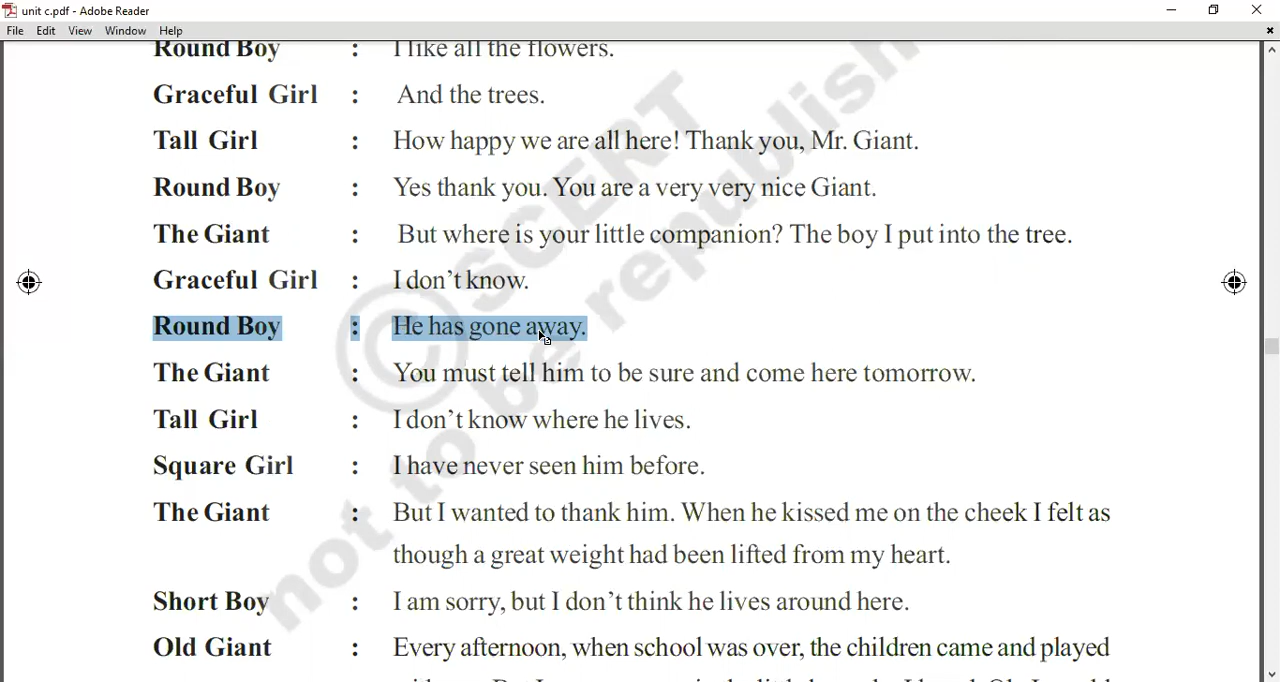 unit c.pdf - Adobe Reader
File Edit View Window Help
Round Boy : I like all the flowers.
Graceful Girl : And the trees.
Tall Girl : How happy we are all here! Thank you, Mr. Giant.
Round Boy : Yes thank you. You are a very very nice Giant.
The Giant : But where is your little companion? The boy I put into the tree.
Graceful Girl : I don't know.
Round Boy : He has gone away.
The Giant : You must tell him to be sure and come here tomorrow.
Tall Girl : I don't know where he lives.
Square Girl : I have never seen him before.
The Giant : But I wanted to thank him. When he kissed me on the cheek I felt as
though a great weight had been lifted from my heart.
Short Boy : I am sorry, but I don't think he lives around here.
Old Giant : Every afternoon, when school was over, the children came and played
©SCERT
not to be republish